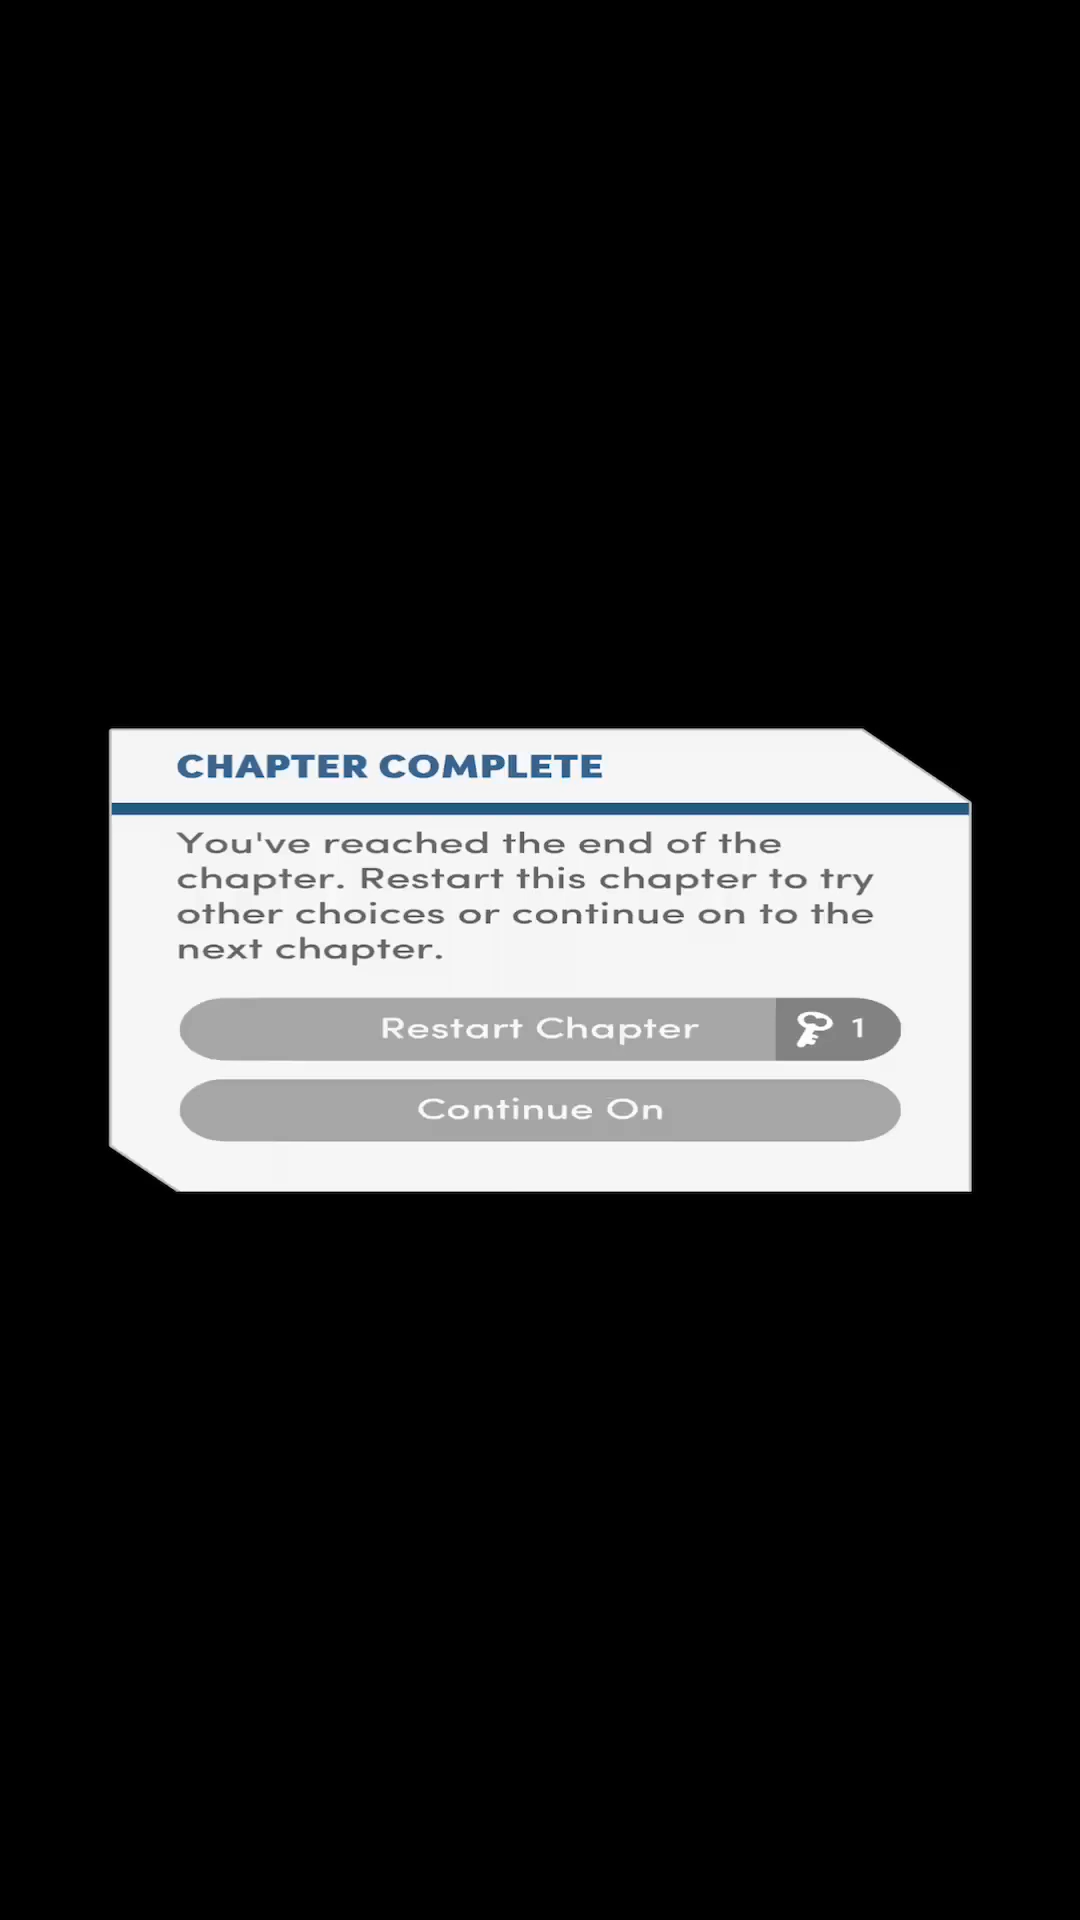 CHAPTER COMPLETE
You've reached the end of the
chapter. Restart this chapter to try
other choices or continue on to the
next chapter.
Restart Chapter 1
Continue On